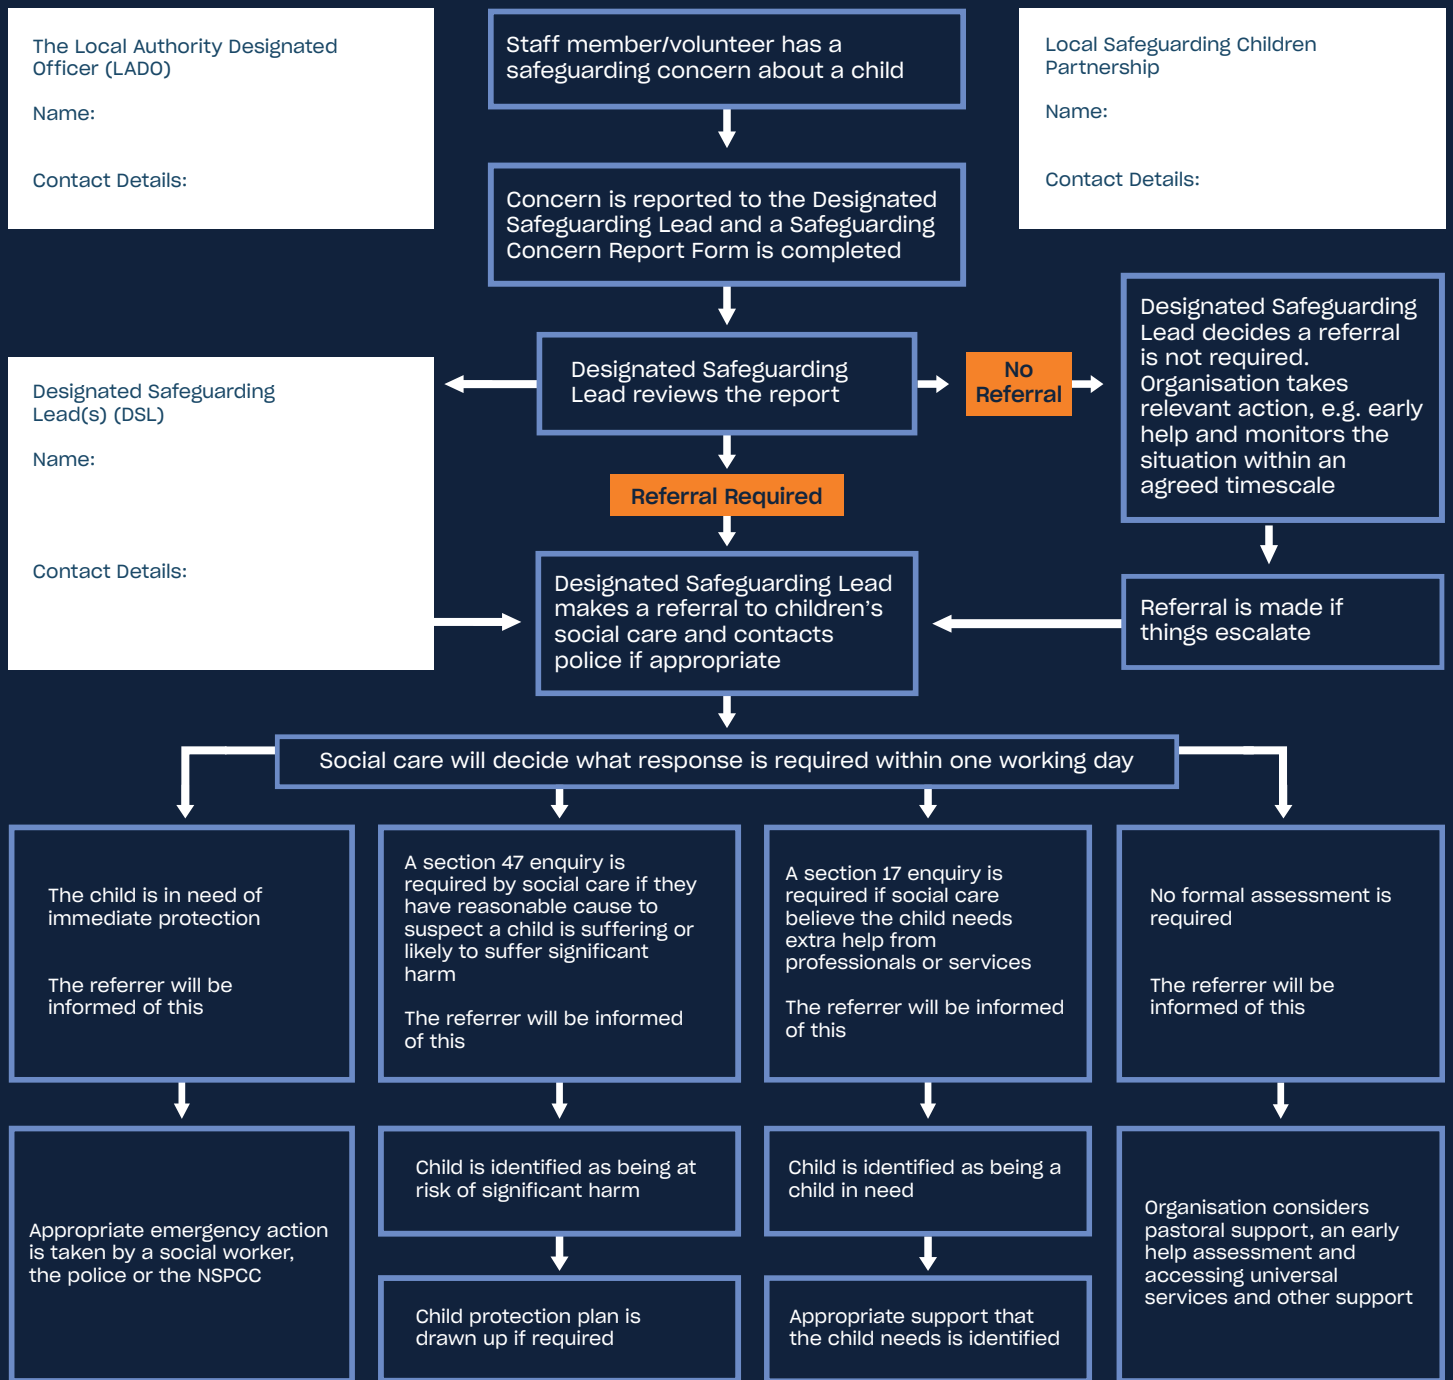 The Local Authority Designated
Officer (LADO)
Name:
Contact Details:
Staff member/volunteer has a
safeguarding concern about a child
Local Safeguarding Children
Partnership
Name:
Contact Details:
Concern is reported to the Designated
Safeguarding Lead and a Safeguarding
Concern Report Form is completed
Designated Safeguarding
Lead reviews the report
No
Referral
Designated Safeguarding
Lead decides a referral
is not required.
Organisation takes
relevant action, e.g. early
help and monitors the
situation within an
agreed timescale
Designated Safeguarding
Lead(s) (DSL)
Name:
Contact Details:
Referral Required
Designated Safeguarding Lead
makes a referral to children’s
social care and contacts
police if appropriate
Referral is made if
things escalate
Social care will decide what response is required within one working day
The child is in need of
immediate protection
The referrer will be
informed of this
A section 47 enquiry is
required by social care if they
have reasonable cause to
suspect a child is suffering or
likely to suffer significant
harm
The referrer will be informed
of this
A section 17 enquiry is
required if social care
believe the child needs
extra help from
professionals or services
The referrer will be informed
of this
No formal assessment is
required
The referrer will be
informed of this
Appropriate emergency action
is taken by a social worker,
the police or the NSPCC
Child is identified as being at
risk of significant harm
Child protection plan is
drawn up if required
Child is identified as being a
child in need
Appropriate support that
the child needs is identified
Organisation considers
pastoral support, an early
help assessment and
accessing universal
services and other support